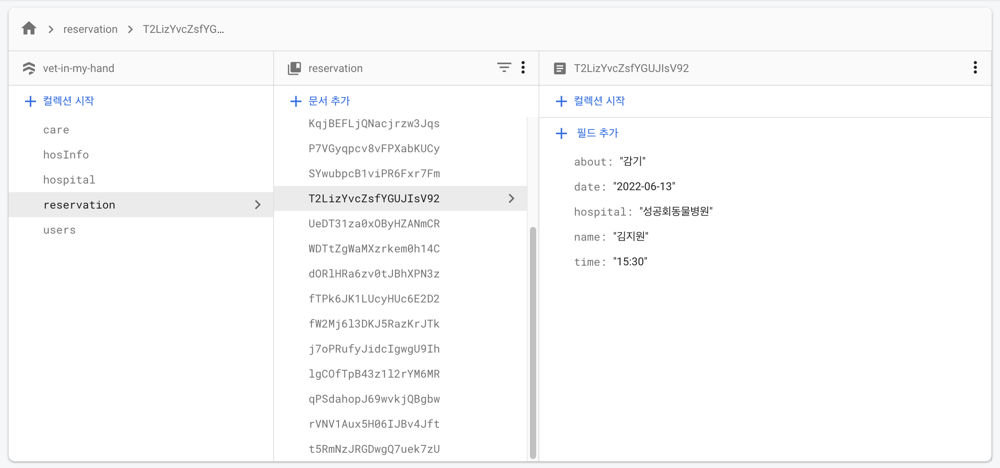 reservation
T2LizYvcZsfYG...
vet-in-my-hand
컬렉션 시작
care
hosInfo
hospital
reservation
users
reservation
문서 추가
KqjBEFLjQNacjrzw3Jqs
P7VGyqpcv8vFPXabKUCy
SYwubpcB1viPR6Fxr7Fm
T2LizYvcZsfYGUJIsV92
UeDT31za0xOByHZANmCR
WDTtZgWaMXzrkem0h14C
dORlHRa6zv0tJBhXPN3z
fTPk6JK1LUcyHUc6E2D2
fW2Mj6l3DKJ5RazKrJTk
j7oPRufyJidcIgwgU9Ih
lgCOfTpB43z1l2rYM6MR
qPSdahopJ69wvkjQBgbw
rVNV1Aux5H06IJBv4Jft
t5RmNzJRGDwgQ7uek7zU
T2LizYvcZsfYGUJIsV92
컬렉션 시작
필드 추가
about: "감기"
date: "2022-06-13"
hospital: "성공회동물병원"
name: "김지원"
time: "15:30"